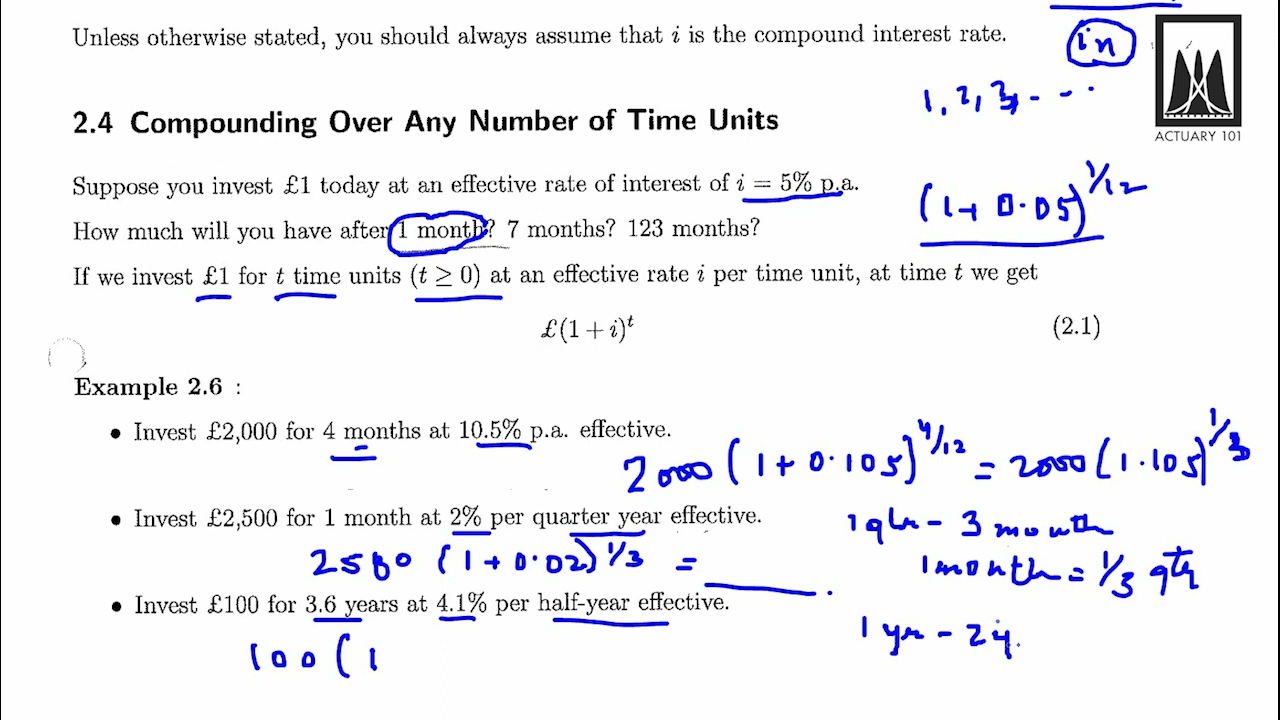 Unless otherwise stated, you should always assume that i is the compound interest rate.
in
1, 2, 3, - - ·
ACTUARY 101
2.4 Compounding Over Any Number of Time Units
Suppose you invest £1 today at an effective rate of interest of i = 5% p.a.
(1+ 0.05)^1/12
How much will you have after 1 month? 7 months? 123 months?
If we invest £1 for t time units (t ≥ 0) at an effective rate i per time unit, at time t we get
£(1 + i)^t (2.1)
Example 2.6 :
• Invest £2,000 for 4 months at 10.5% p.a. effective.
2000 (1+0.105)^4/12 = 2000 (1.105)^1/3
• Invest £2,500 for 1 month at 2% per quarter year effective.
1 qtr - 3 month
2500 (1+0.02)^1/3 =
1 month = 1/3 qtr
• Invest £100 for 3.6 years at 4.1% per half-year effective.
1 yr - 2 y.
100 (1